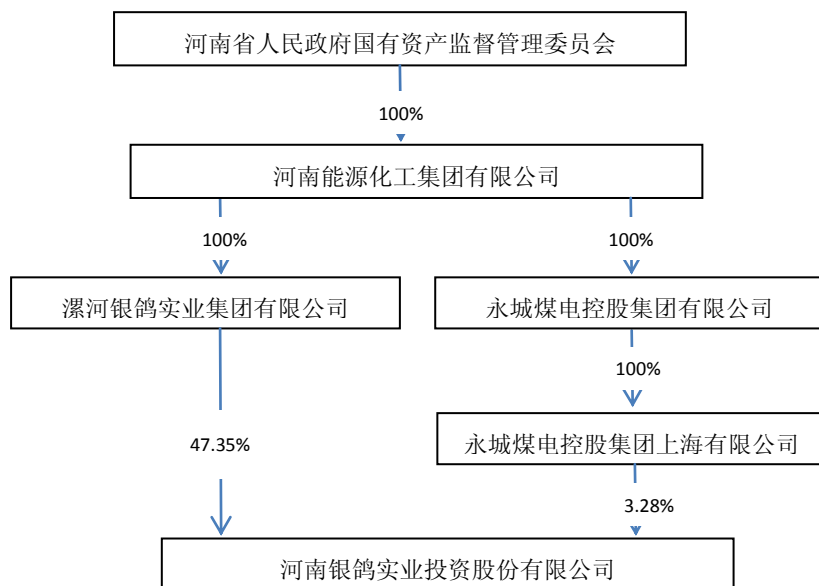 河南省人民政府国有资产监督管理委员会
100%
河南能源化工集团有限公司
100%
100%
漯河银鸽实业集团有限公司
永城煤电控股集团有限公司
100%
47.35%
永城煤电控股集团上海有限公司
3.28%
河南银鸽实业投资股份有限公司